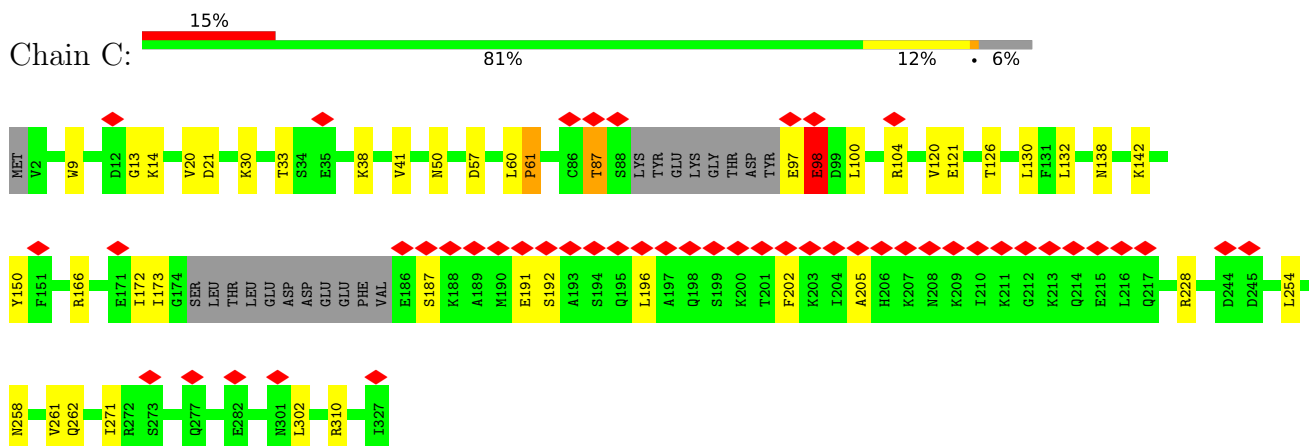 15%
Chain C:
81% 12% • 6%
MET V2 W9 D12 G13 K14 V20 D21 K30 T33 S34 E35 K38 V41 N50 D57 L60 P61 C86 T87 S88 LYS TYR GLU LYS GLY THR ASP TYR E97 E98 D99 L100 R104 V120 E121 T126 L130 F131 L132 N138 K142
Y150 F151 R166 E171 I172 I173 G174 SER LEU THR LEU GLU ASP ASP GLU GLU PHE VAL E186 S187 K188 A189 M190 E191 S192 A193 S194 Q195 L196 A197 Q198 S199 K200 T201 F202 K203 I204 A205 H206 K207 N208 K209 I210 K211 G212 K213 Q214 E215 L216 Q217 R228 D244 D245 L254
N258 V261 Q262 I271 R272 S273 Q277 E282 N301 L302 R310 I327